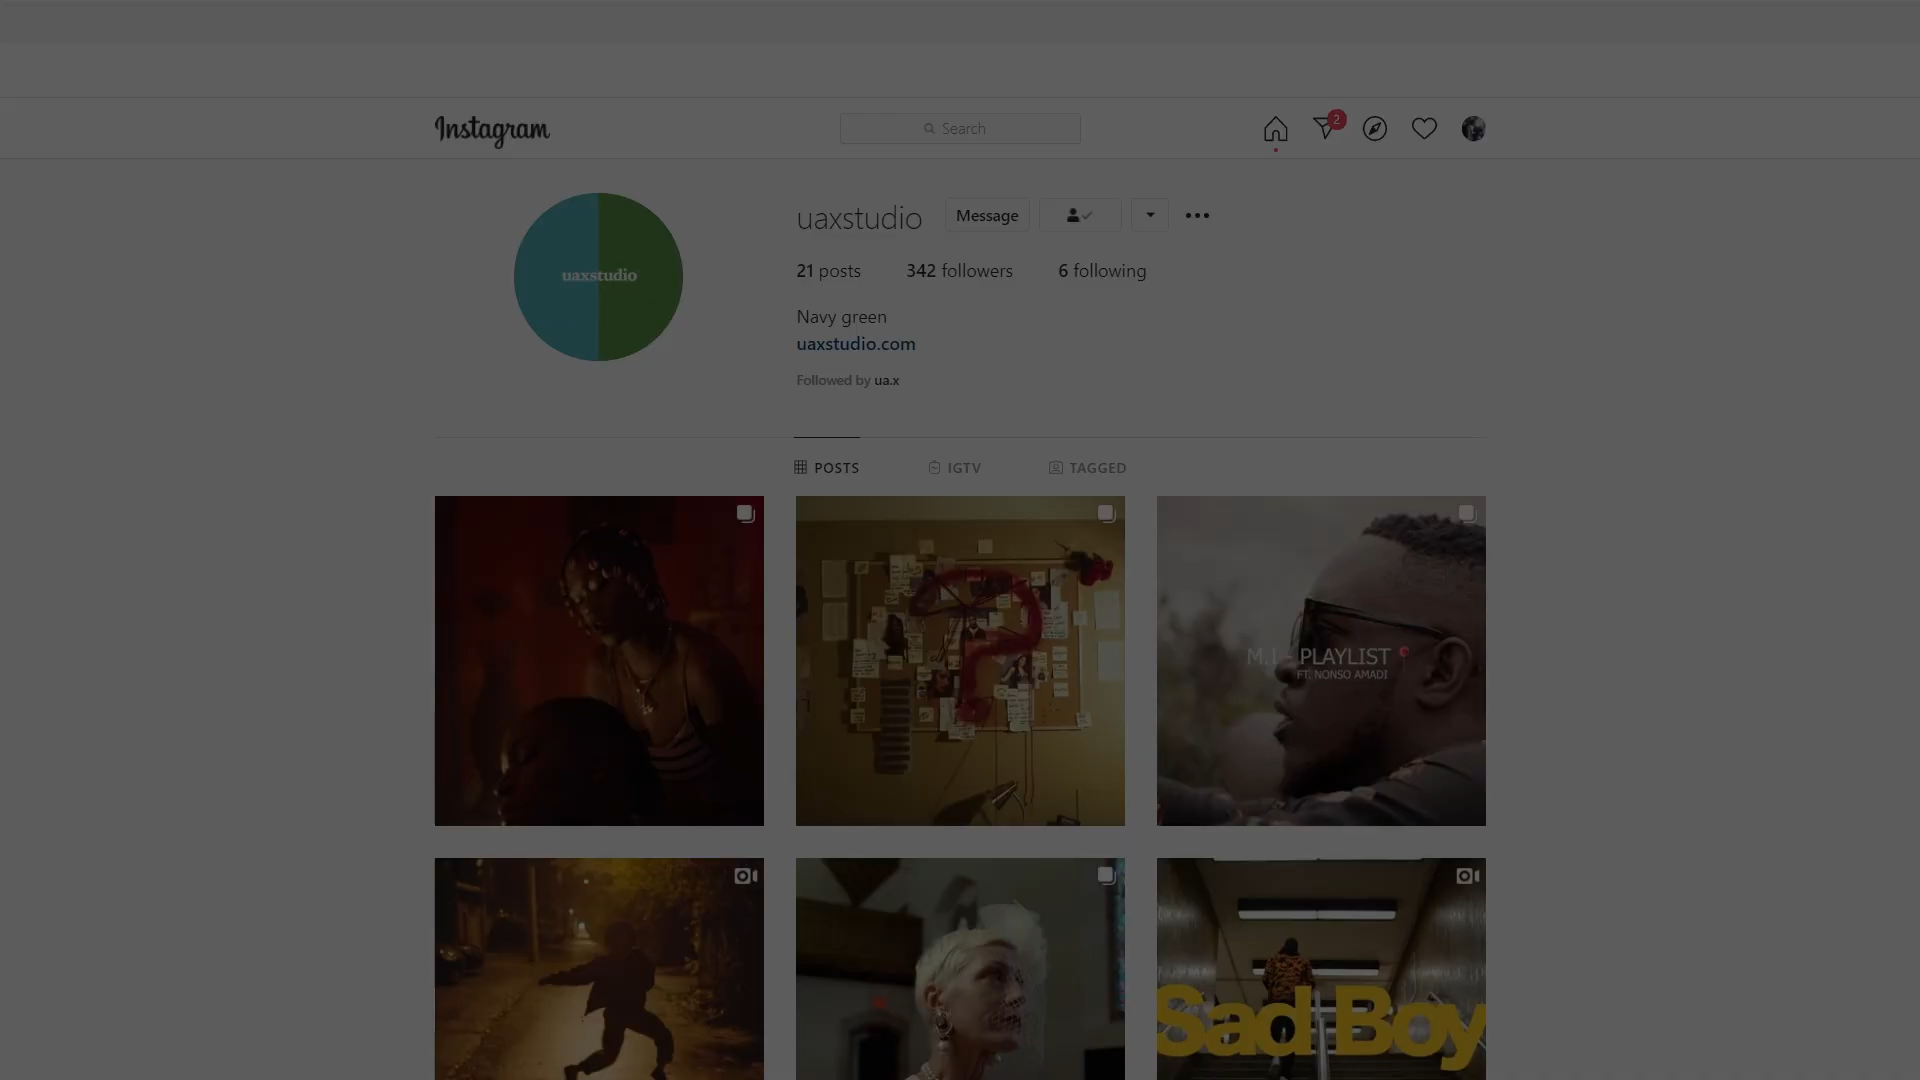 Instagram
Search
2
uaxstudio
uaxstudio
Message
21 posts
342 followers
6 following
Navy green
uaxstudio.com
Followed by ua.x
POSTS
IGTV
TAGGED
M.I - PLAYLIST
FT. NONSO AMADI
Sad Boy